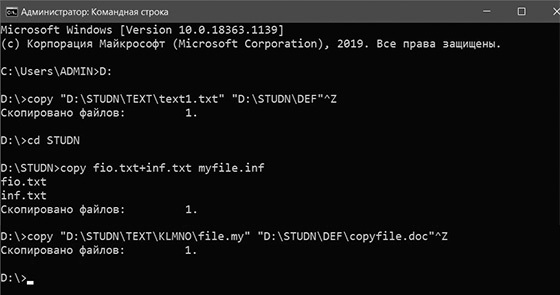 Администратор: Командная строка
Microsoft Windows [Version 10.0.18363.1139]
(c) Корпорация Майкрософт (Microsoft Corporation), 2019. Все права защищены.
C:\Users\ADMIN>D:
D:\>copy "D:\STUDN\TEXT\text1.txt" "D:\STUDN\DEF"^Z
Скопировано файлов:         1.
D:\>cd STUDN
D:\STUDN>copy fio.txt+inf.txt myfile.inf
fio.txt
inf.txt
Скопировано файлов:         1.
D:\>copy "D:\STUDN\TEXT\KLMNO\file.my" "D:\STUDN\DEF\copyfile.doc"^Z
Скопировано файлов:         1.
D:\>_